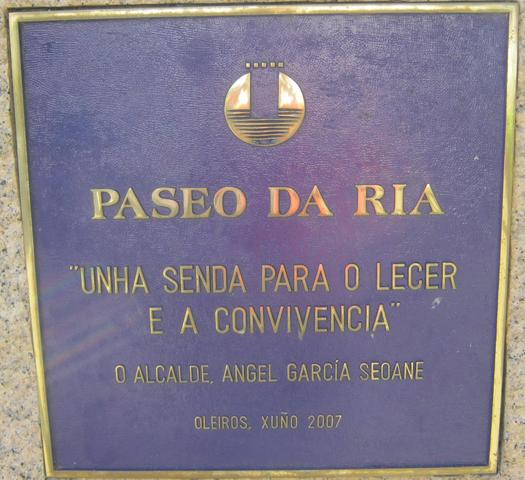 PASEO DA RIA
"UNHA SENDA PARA O LECER
E A CONVIVENCIA"
O ALCALDE, ANGEL GARCÍA SEOANE
OLEIROS, XUÑO 2007